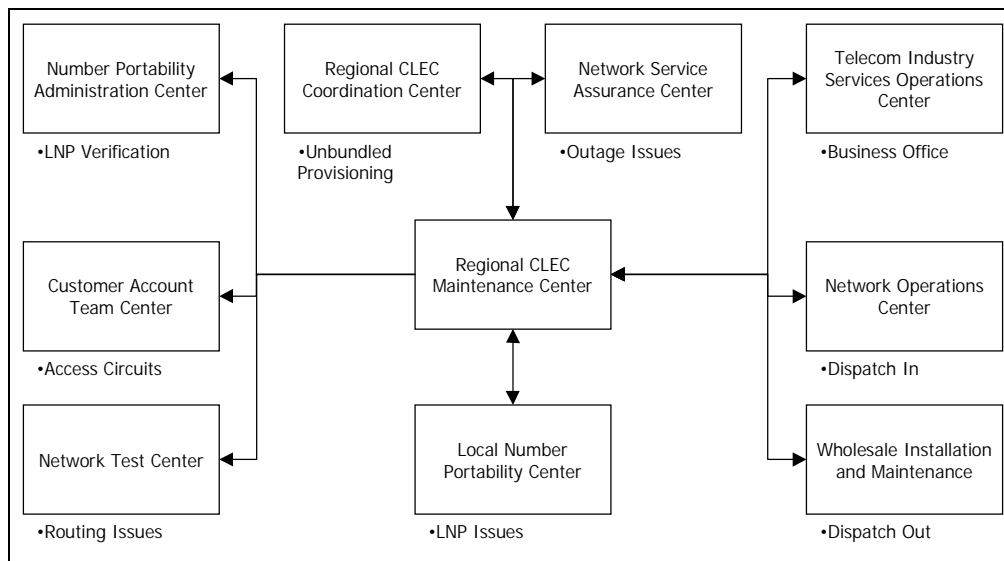 Number Portability
Administration Center
•LNP Verification
Regional CLEC
Coordination Center
•Unbundled
Provisioning
Network Service
Assurance Center
•Outage Issues
Telecom Industry
Services Operations
Center
•Business Office
Customer Account
Team Center
•Access Circuits
Regional CLEC
Maintenance Center
Network Operations
Center
•Dispatch In
Network Test Center
•Routing Issues
Local Number
Portability Center
•LNP Issues
Wholesale Installation
and Maintenance
•Dispatch Out